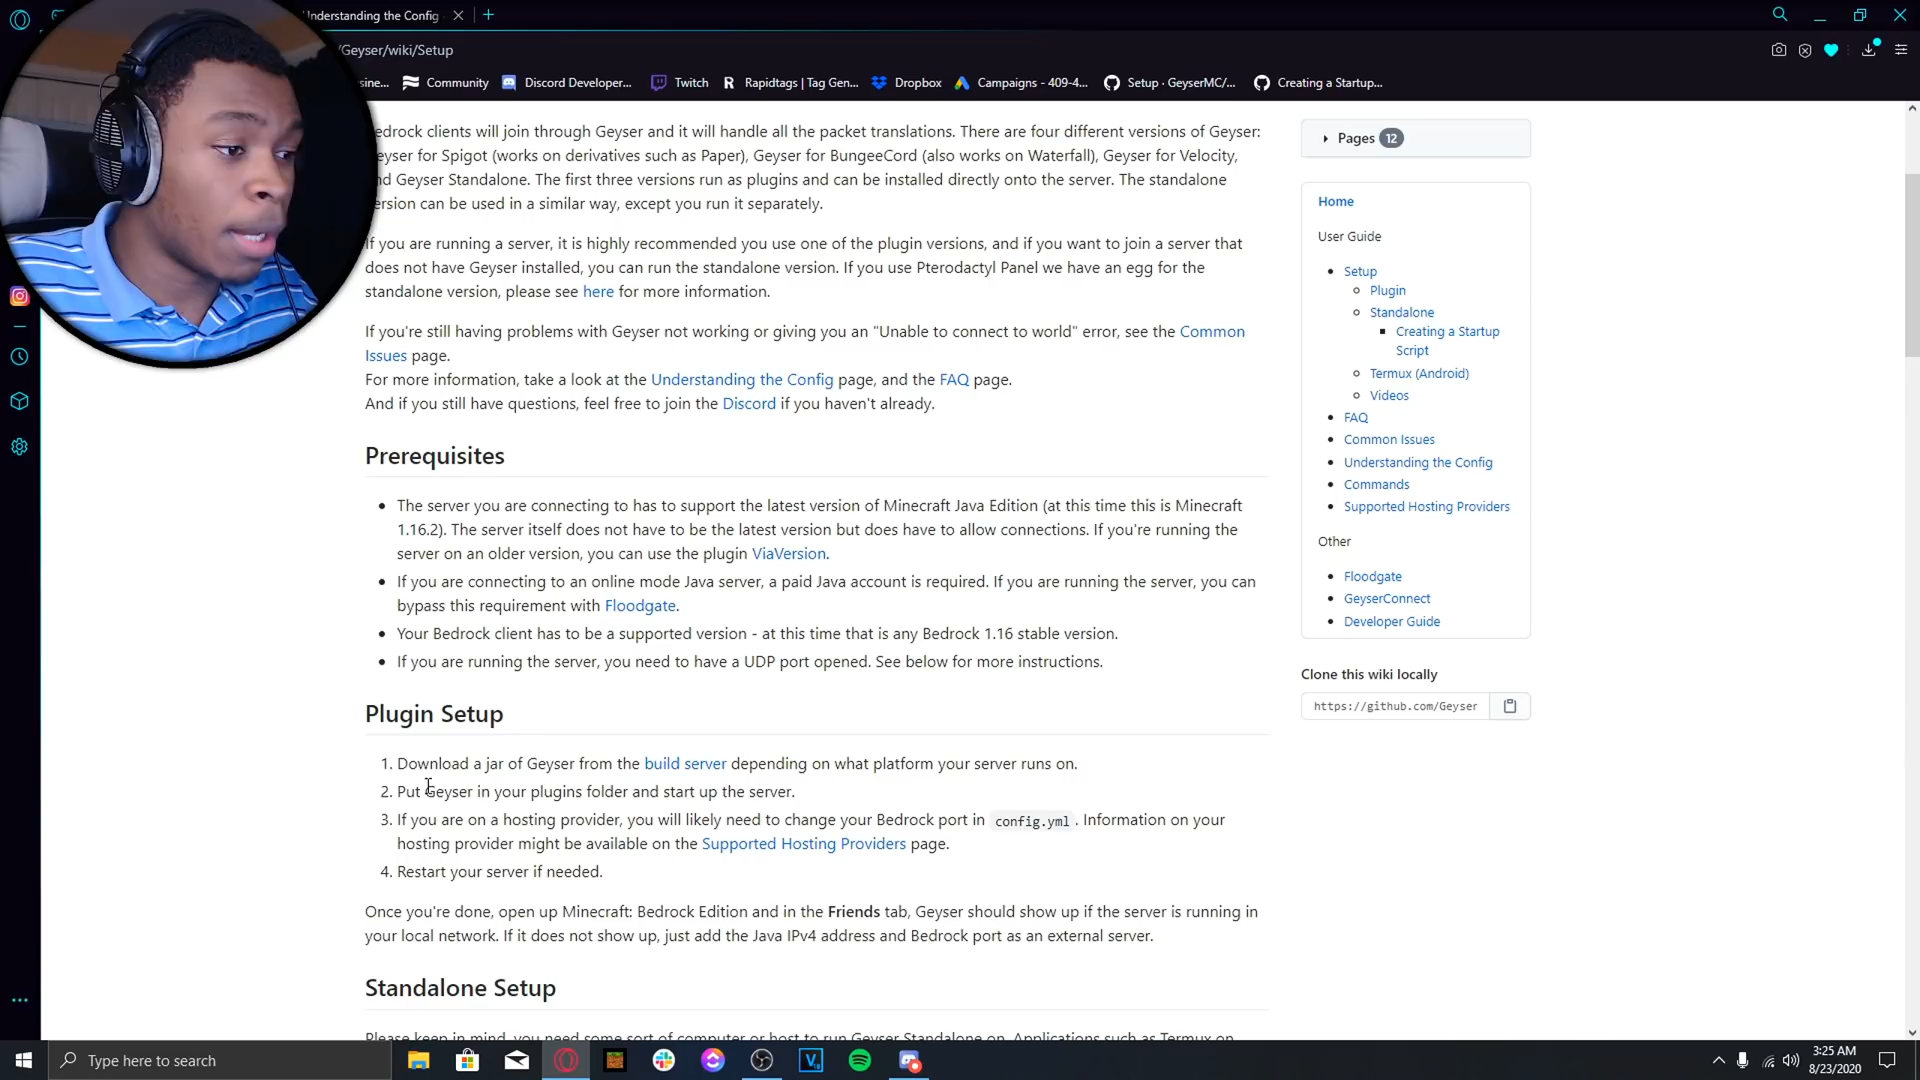 Understanding the Config
/Geyser/wiki/Setup
sine...
Community
Discord Developer...
Twitch
Rapidtags | Tag Gen...
Dropbox
Campaigns - 409-4...
Setup · GeyserMC/...
Creating a Startup...
edrock clients will join through Geyser and it will handle all the packet translations. There are four different versions of Geyser:
eyser for Spigot (works on derivatives such as Paper), Geyser for BungeeCord (also works on Waterfall), Geyser for Velocity,
nd Geyser Standalone. The first three versions run as plugins and can be installed directly onto the server. The standalone
ersion can be used in a similar way, except you run it separately.
If you are running a server, it is highly recommended you use one of the plugin versions, and if you want to join a server that
does not have Geyser installed, you can run the standalone version. If you use Pterodactyl Panel we have an egg for the
standalone version, please see here for more information.
If you're still having problems with Geyser not working or giving you an "Unable to connect to world" error, see the Common
Issues page.
For more information, take a look at the Understanding the Config page, and the FAQ page.
And if you still have questions, feel free to join the Discord if you haven't already.
Prerequisites
• The server you are connecting to has to support the latest version of Minecraft Java Edition (at this time this is Minecraft
1.16.2). The server itself does not have to be the latest version but does have to allow connections. If you're running the
server on an older version, you can use the plugin ViaVersion.
• If you are connecting to an online mode Java server, a paid Java account is required. If you are running the server, you can
bypass this requirement with Floodgate.
• Your Bedrock client has to be a supported version - at this time that is any Bedrock 1.16 stable version.
• If you are running the server, you need to have a UDP port opened. See below for more instructions.
Plugin Setup
1. Download a jar of Geyser from the build server depending on what platform your server runs on.
2. Put Geyser in your plugins folder and start up the server.
3. If you are on a hosting provider, you will likely need to change your Bedrock port in config.yml. Information on your
hosting provider might be available on the Supported Hosting Providers page.
4. Restart your server if needed.
Once you're done, open up Minecraft: Bedrock Edition and in the Friends tab, Geyser should show up if the server is running in
your local network. If it does not show up, just add the Java IPv4 address and Bedrock port as an external server.
Standalone Setup
Please keep in mind, you need some sort of computer or host to run Geyser Standalone on. Applications such as Termux on
Pages 12
Home
User Guide
• Setup
Plugin
Standalone
Creating a Startup
Script
Termux (Android)
Videos
• FAQ
• Common Issues
• Understanding the Config
• Commands
• Supported Hosting Providers
Other
• Floodgate
• GeyserConnect
• Developer Guide
Clone this wiki locally
https://github.com/Geyser
Type here to search
3:25 AM
8/23/2020